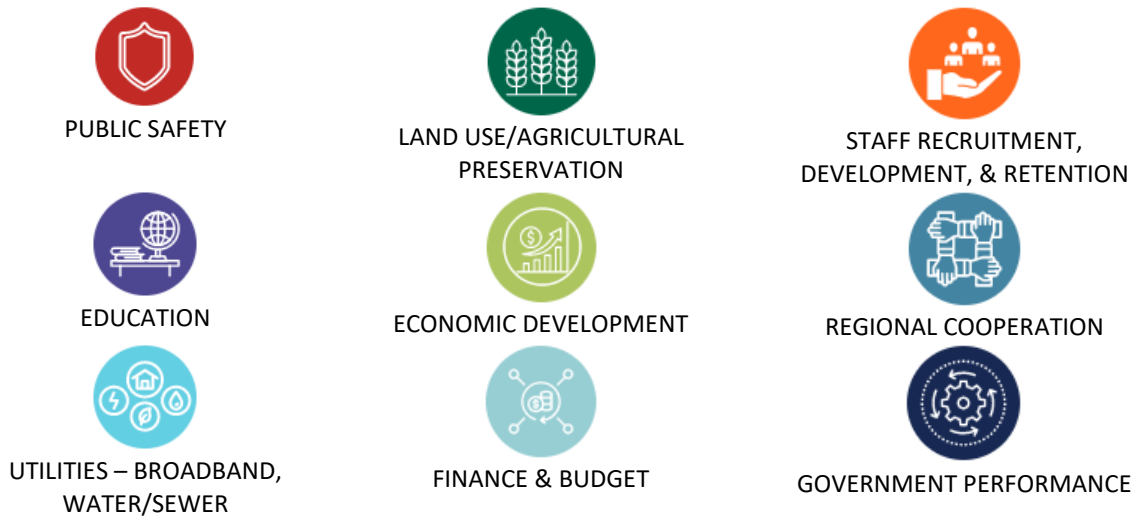 PUBLIC SAFETY
LAND USE/AGRICULTURAL
PRESERVATION
STAFF RECRUITMENT,
DEVELOPMENT, & RETENTION
EDUCATION
ECONOMIC DEVELOPMENT
REGIONAL COOPERATION
UTILITIES – BROADBAND,
WATER/SEWER
FINANCE & BUDGET
GOVERNMENT PERFORMANCE